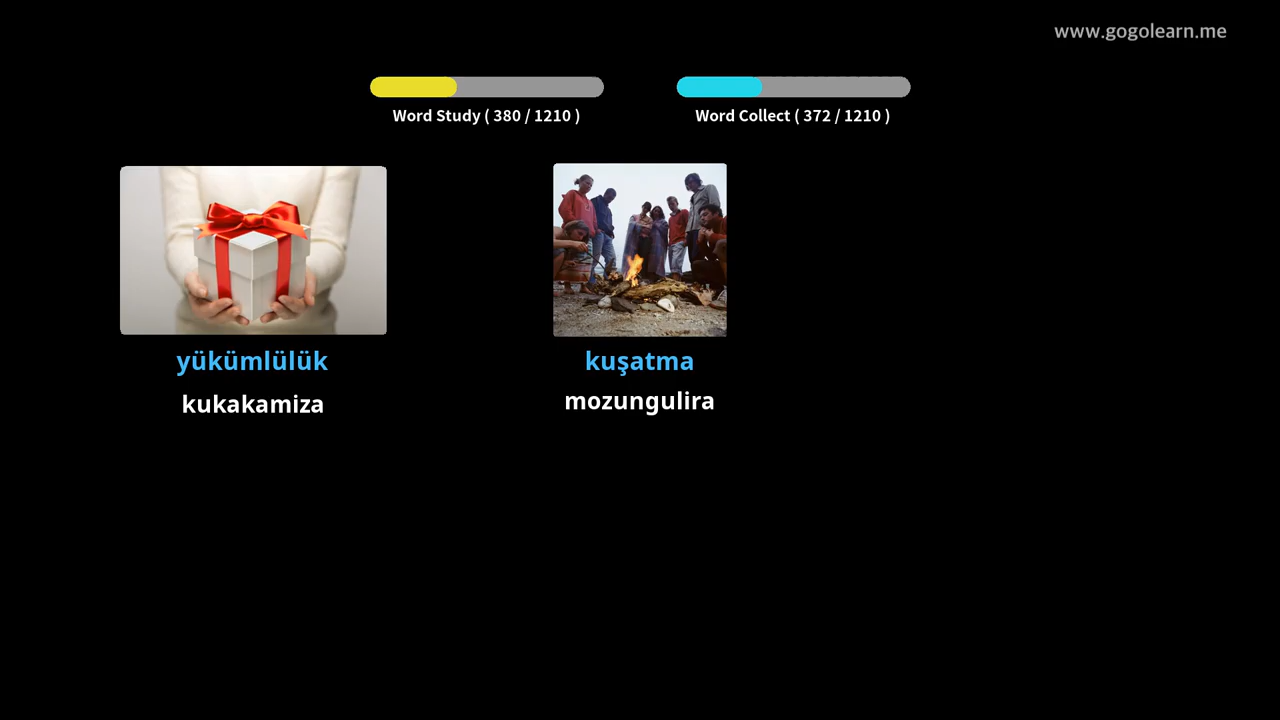 www.gogolearn.me
Word Study ( 380 / 1210 )
Word Collect ( 372 / 1210 )
yükümlülük
kukakamiza
kuşatma
mozungulira